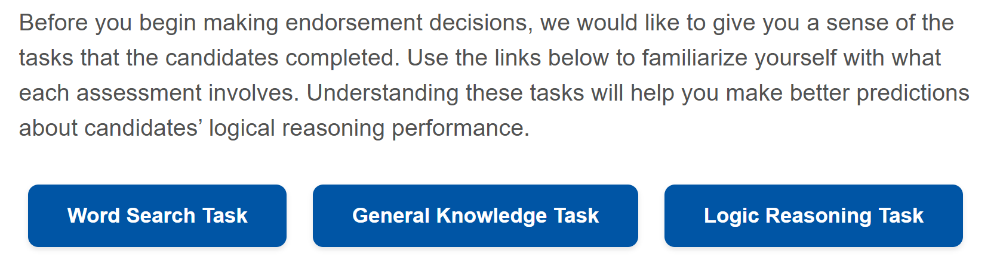 Before you begin making endorsement decisions, we would like to give you a sense of the
tasks that the candidates completed. Use the links below to familiarize yourself with what
each assessment involves. Understanding these tasks will help you make better predictions
about candidates’ logical reasoning performance.
Word Search Task
General Knowledge Task
Logic Reasoning Task